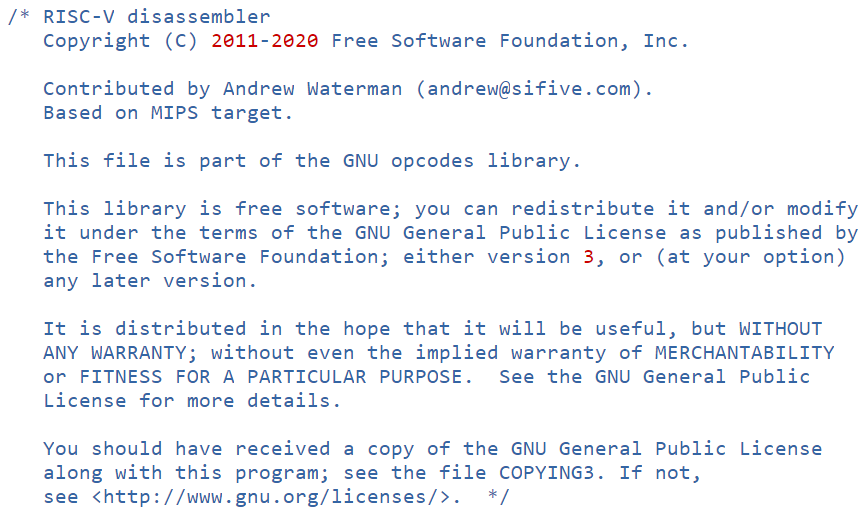 /* RISC-V disassembler
   Copyright (C) 2011-2020 Free Software Foundation, Inc.

   Contributed by Andrew Waterman (andrew@sifive.com).
   Based on MIPS target.

   This file is part of the GNU opcodes library.

   This library is free software; you can redistribute it and/or modify
   it under the terms of the GNU General Public License as published by
   the Free Software Foundation; either version 3, or (at your option)
   any later version.

   It is distributed in the hope that it will be useful, but WITHOUT
   ANY WARRANTY; without even the implied warranty of MERCHANTABILITY
   or FITNESS FOR A PARTICULAR PURPOSE.  See the GNU General Public
   License for more details.

   You should have received a copy of the GNU General Public License
   along with this program; see the file COPYING3. If not,
   see <http://www.gnu.org/licenses/>.  */